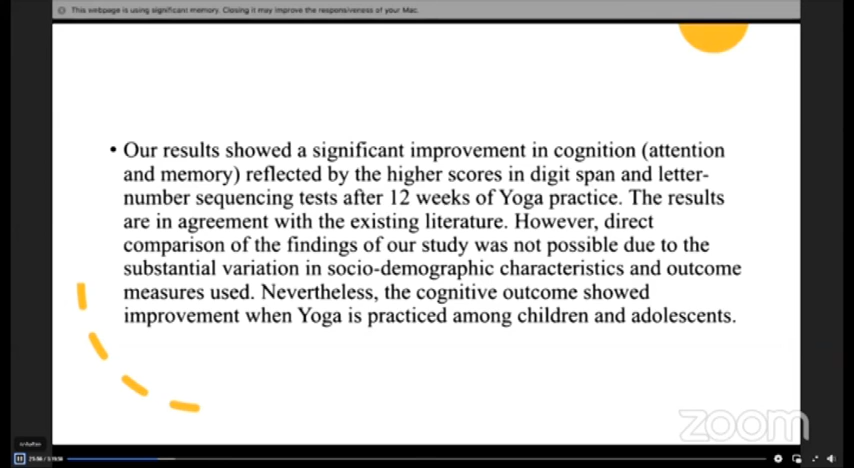 This webpage is using significant memory. Closing it may improve the responsiveness of your Mac.
• Our results showed a significant improvement in cognition (attention
and memory) reflected by the higher scores in digit span and letter-
number sequencing tests after 12 weeks of Yoga practice. The results
are in agreement with the existing literature. However, direct
comparison of the findings of our study was not possible due to the
substantial variation in socio-demographic characteristics and outcome
measures used. Nevertheless, the cognitive outcome showed
improvement when Yoga is practiced among children and adolescents.
zoom